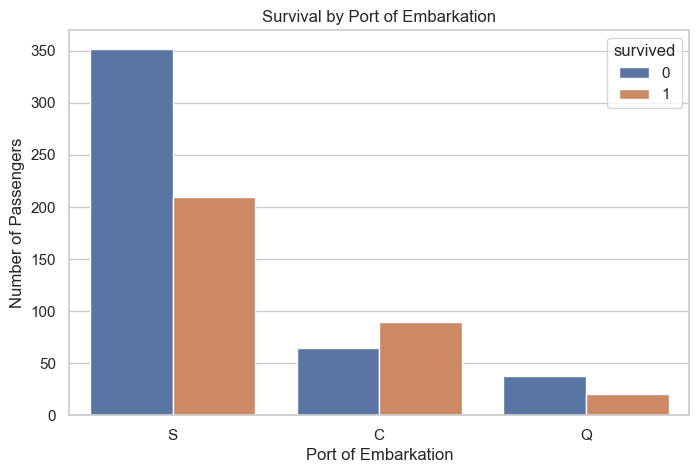 Survival by Port of Embarkation
survived
0
1
Number of Passengers
350
300
250
200
150
100
50
0
S C Q
Port of Embarkation